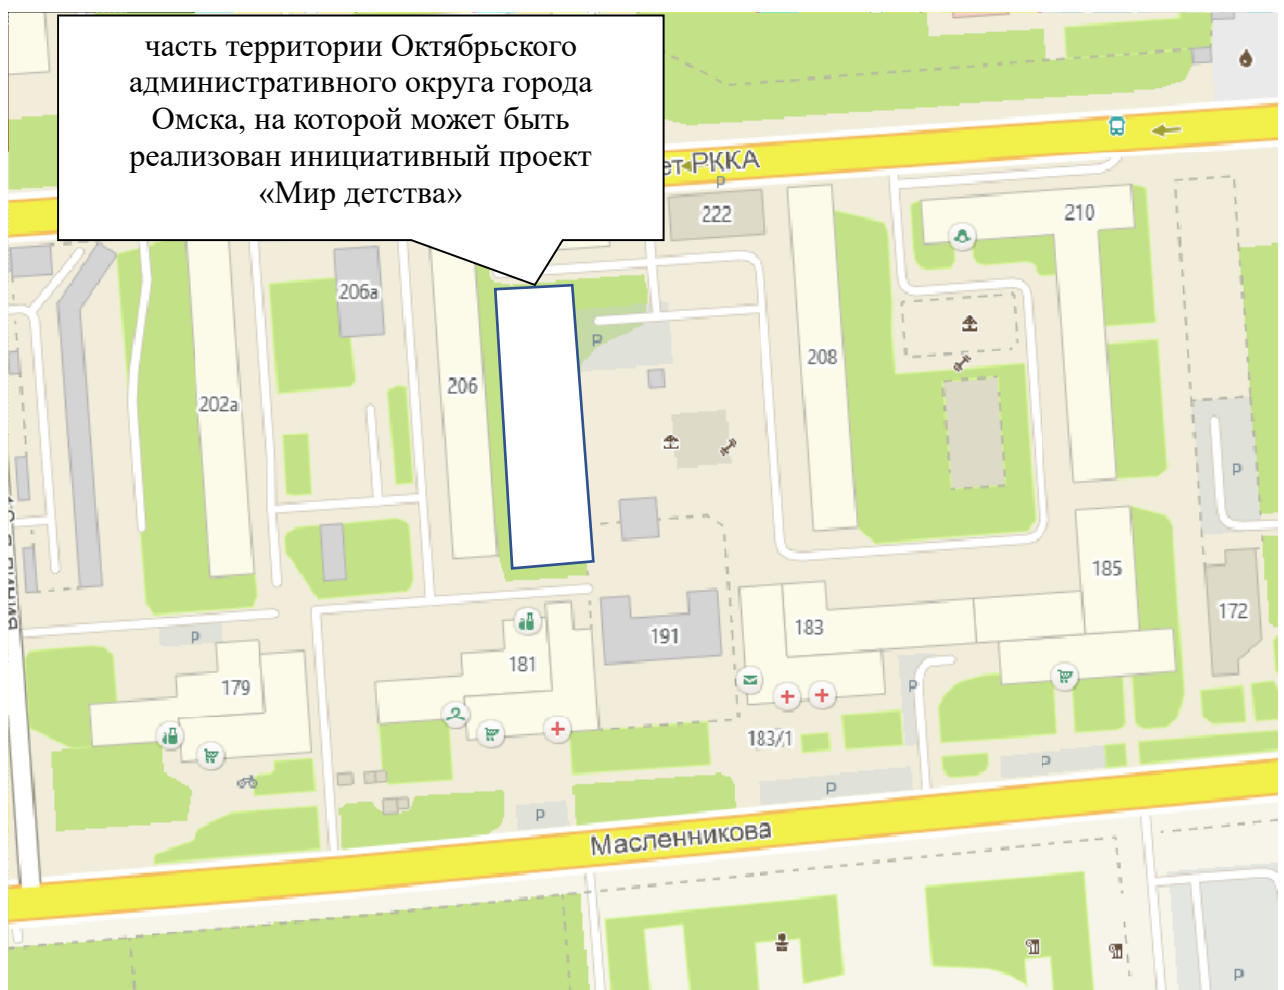 часть территории Октябрьского
административного округа города
Омска, на которой может быть
реализован инициативный проект
«Мир детства»
ет РККА
P
222
210
206а
208
206
202а
P
P
185
172
183
191
181
179
P
P
183/1
P
P
P
Масленникова
P